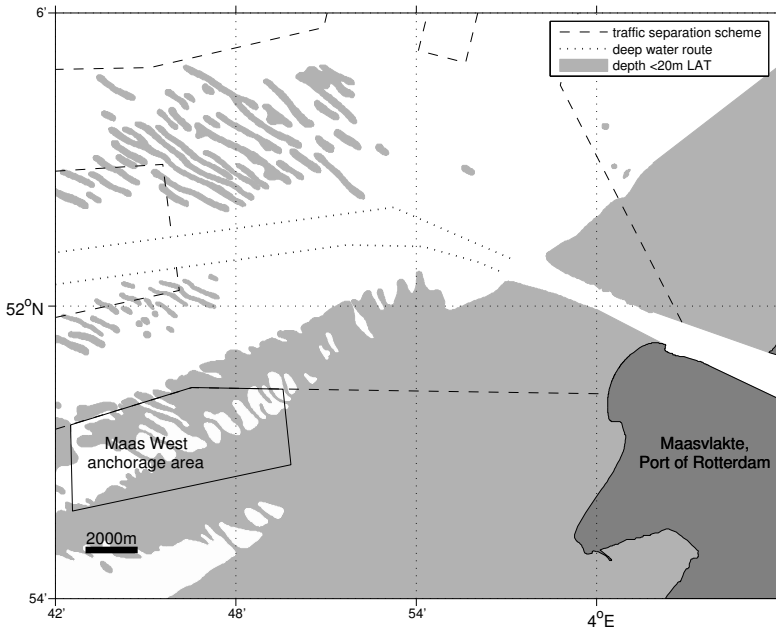 6'
traffic separation scheme
deep water route
depth <20m LAT
52°N
Maas West
anchorage area
Maasvlakte,
Port of Rotterdam
2000m
54'
42'
48'
54'
4°E